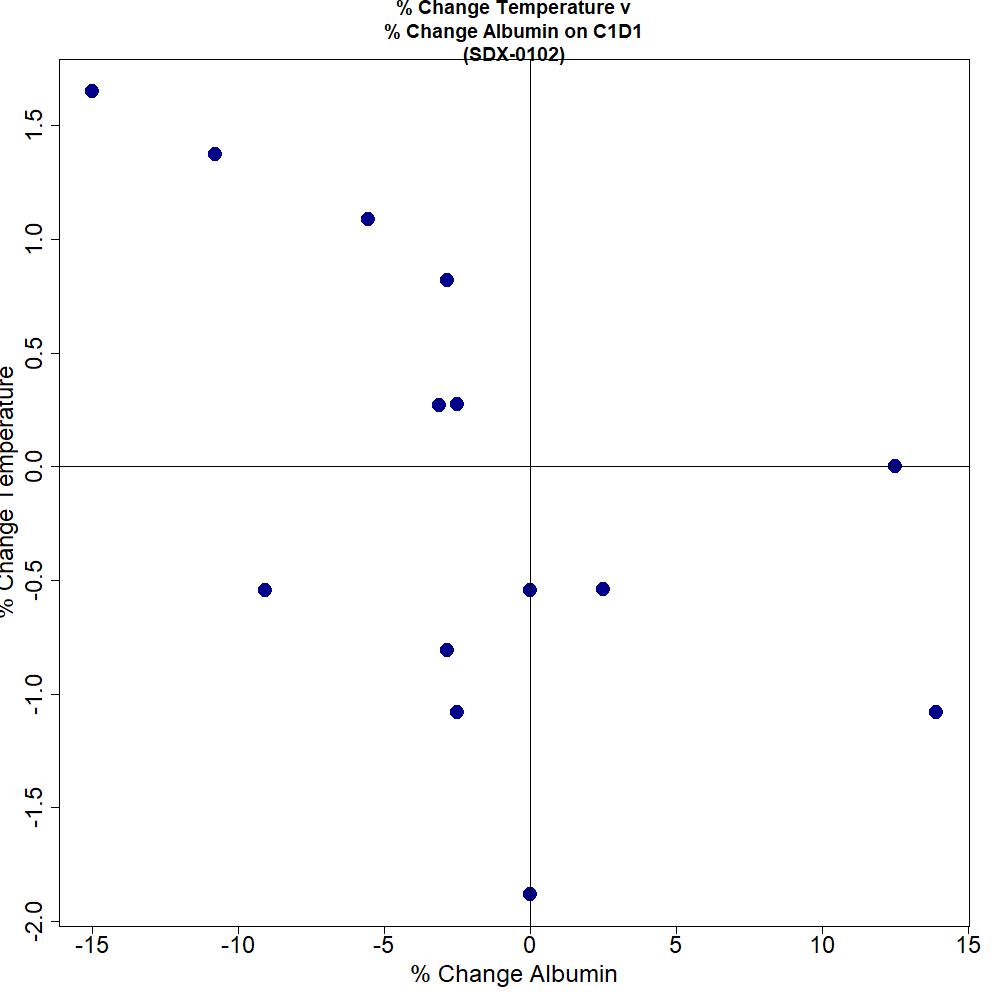 % Change Temperature v
% Change Albumin on C1D1
(SDX-0102)
% Change Temperature
1.5
1.0
0.5
0.0
-0.5
-1.0
-1.5
-2.0
-15 -10 -5 0 5 10 15
% Change Albumin